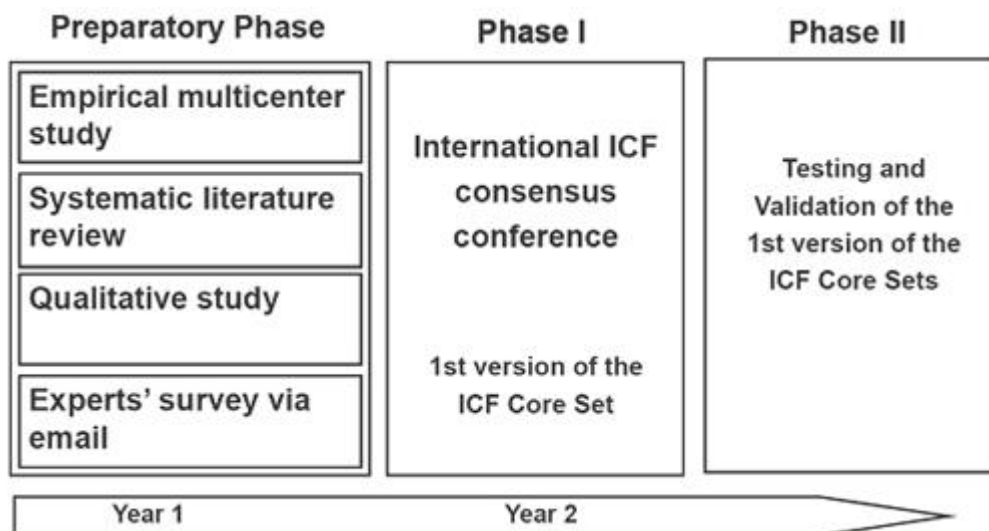 Preparatory Phase
Empirical multicenter
study
Systematic literature
review
Qualitative study
Experts’ survey via
email
Phase I
International ICF
consensus
conference
1st version of the
ICF Core Set
Phase II
Testing and
Validation of the
1st version of the
ICF Core Sets
Year 1
Year 2